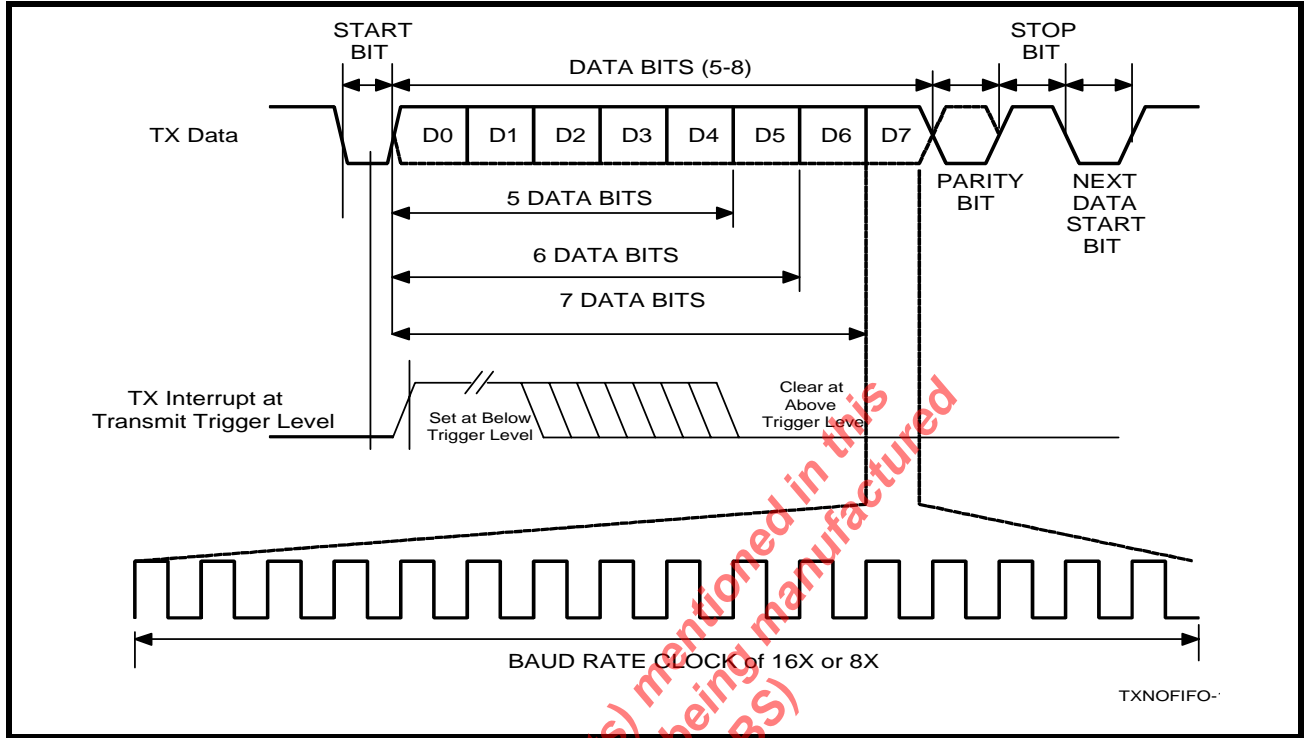 START
BIT
STOP
BIT
DATA BITS (5-8)
TX Data
D0 D1 D2 D3 D4 D5 D6 D7
PARITY
BIT
NEXT
DATA
START
BIT
5 DATA BITS
6 DATA BITS
7 DATA BITS
TX Interrupt at
Transmit Trigger Level
Set at Below
Trigger Level
Clear at
Above
Trigger Level
BAUD RATE CLOCK of 16X or 8X
TXNOFIFO-
mentioned in this
being manufactured